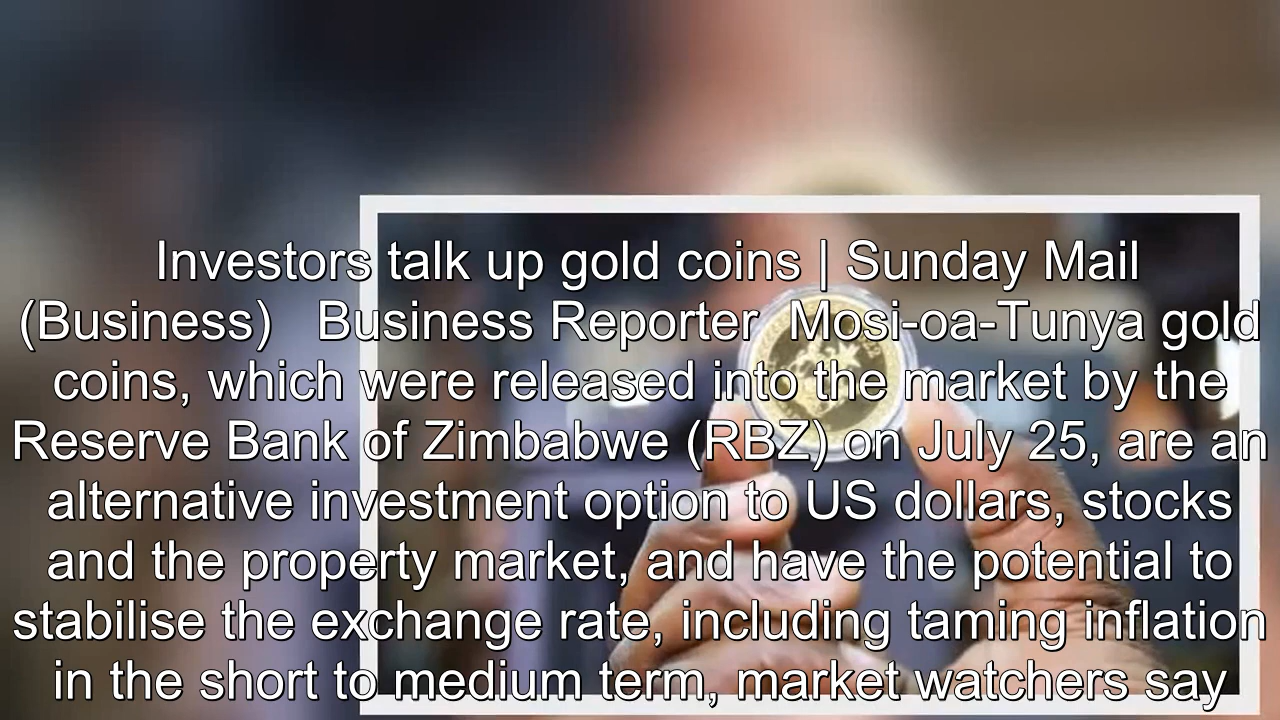 Investors talk up gold coins | Sunday Mail
(Business)   Business Reporter  Mosi-oa-Tunya gold
coins, which were released into the market by the
Reserve Bank of Zimbabwe (RBZ) on July 25, are an
alternative investment option to US dollars, stocks
and the property market, and have the potential to
stabilise the exchange rate, including taming inflation
in the short to medium term, market watchers say